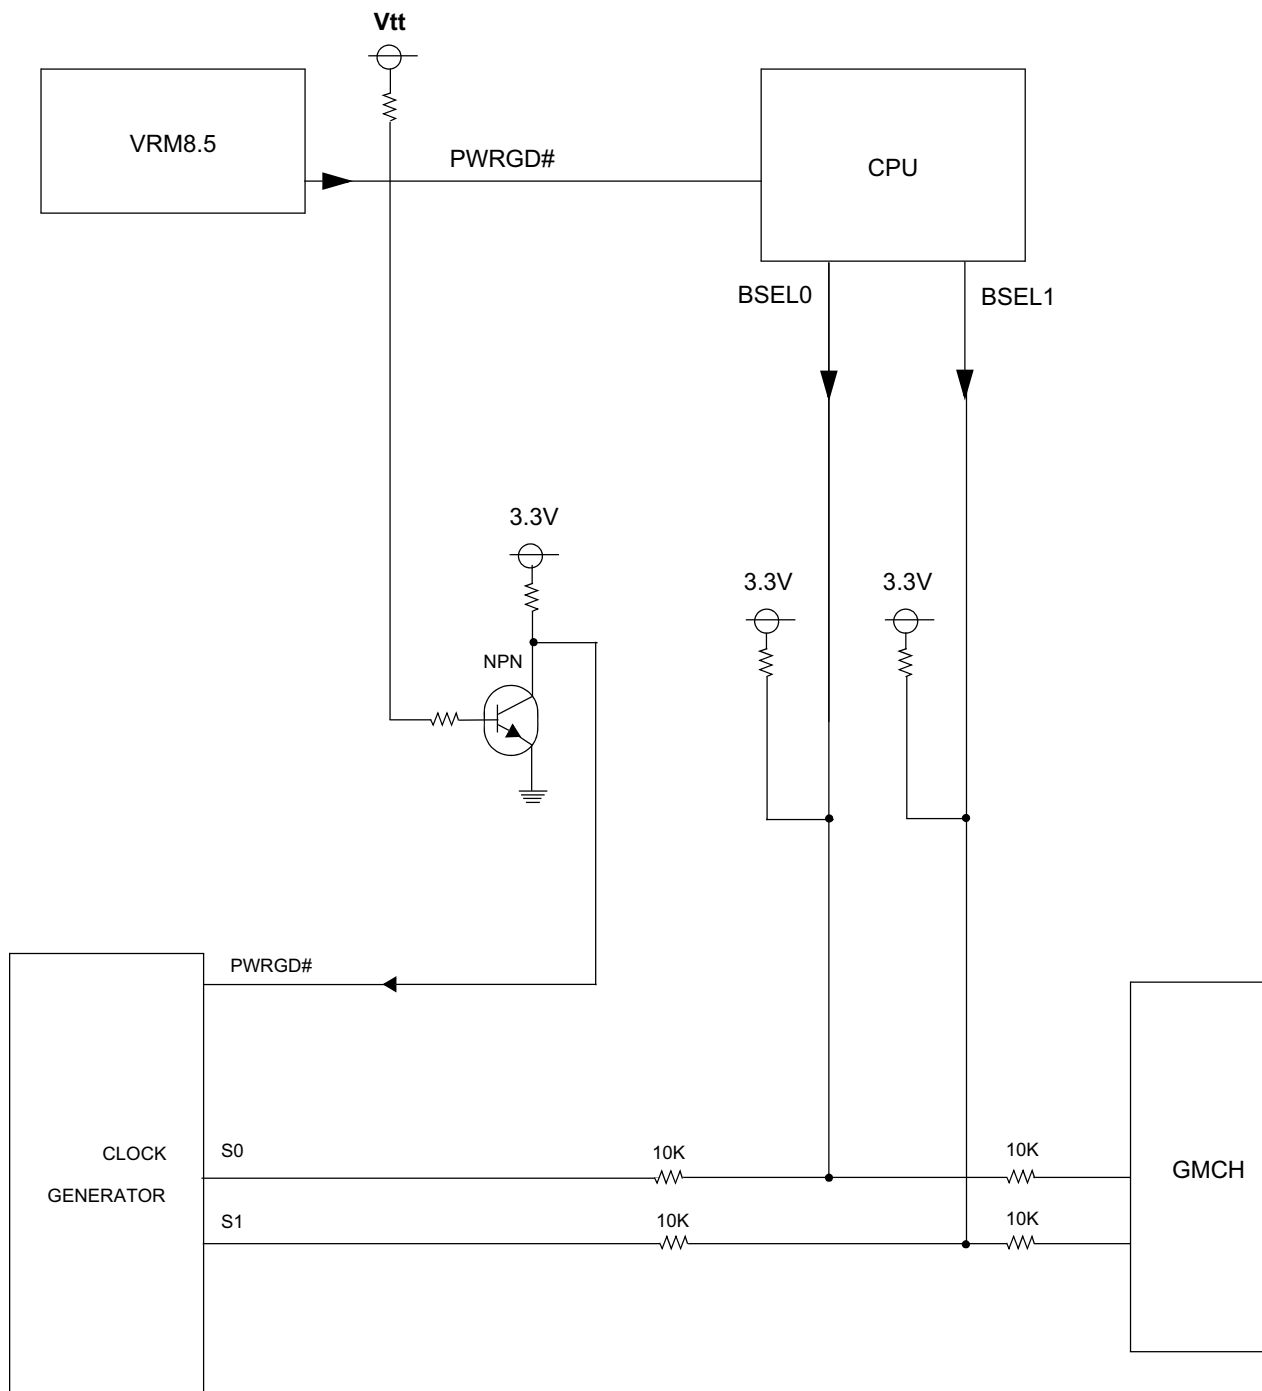 Vtt
VRM8.5
PWRGD#
CPU
BSEL0
BSEL1
3.3V
3.3V
3.3V
NPN
PWRGD#
CLOCK
GENERATOR
S0
10K
10K
GMCH
S1
10K
10K